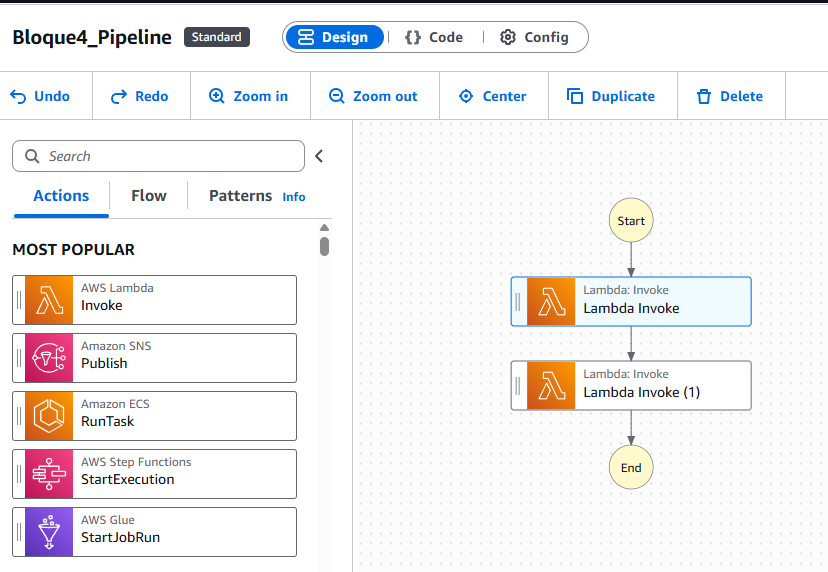 Bloque4_Pipeline
Standard
Design
{} Code
Config
Undo
Redo
Zoom in
Zoom out
Center
Duplicate
Delete
Search
Actions
Flow
Patterns
Info
MOST POPULAR
AWS Lambda
Invoke
Amazon SNS
Publish
Amazon ECS
RunTask
AWS Step Functions
StartExecution
AWS Glue
StartJobRun
Start
Lambda: Invoke
Lambda Invoke
Lambda: Invoke
Lambda Invoke (1)
End